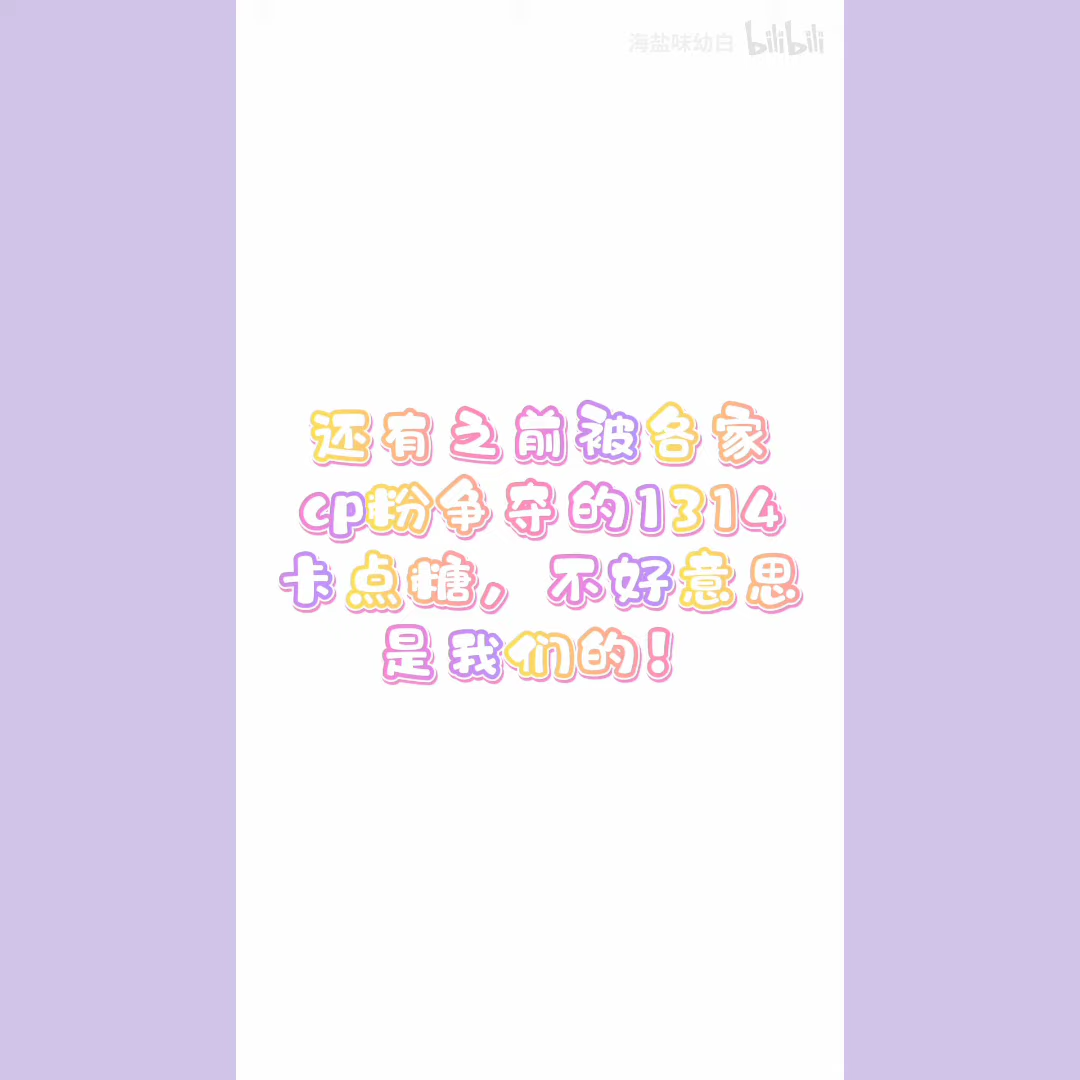 海盐味幼白 bilibili
还有之前被各家
cp粉争夺的1314
卡点糖，不好意思
是我们的！